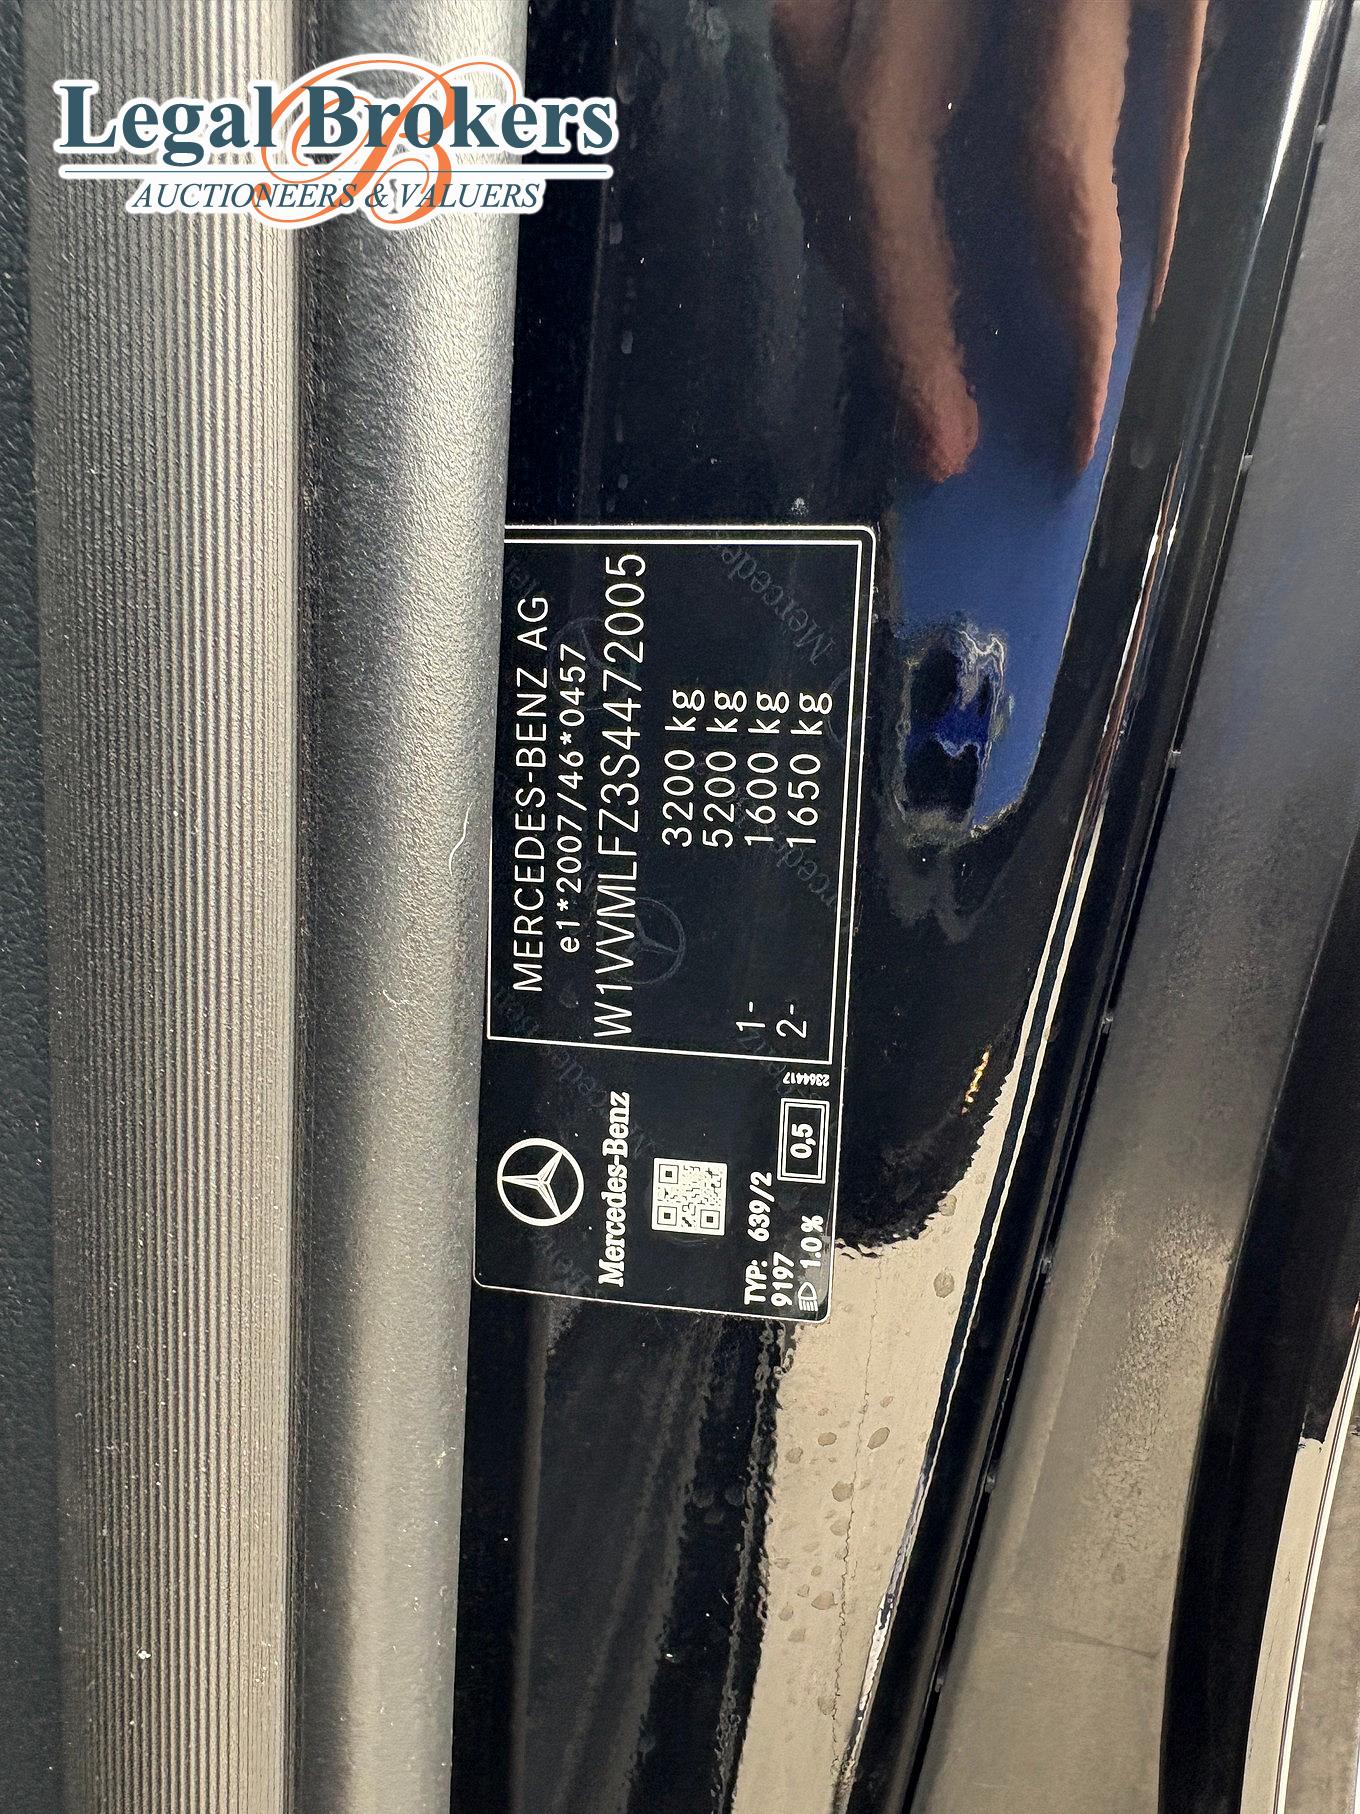 Legal Brokers
AUCTIONEERS & VALUERS
MERCEDES-BENZ AG
e1*2007/46*0457
W1VVMLFZ3S4472005
3200 kg
5200 kg
1- 1600 kg
2- 1650 kg
Mercedes-Benz
TYP: 639/2
9197
1.0%
0,5
2364417